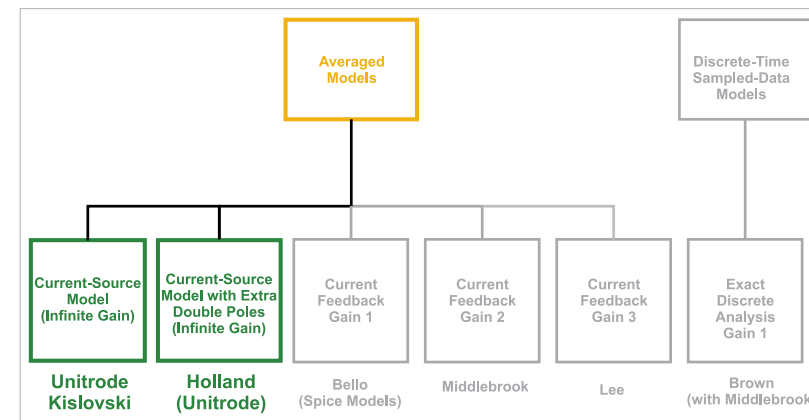 Averaged
Models
Discrete-Time
Sampled-Data
Models
Current-Source
Model
(Infinite Gain)
Current-Source
Model with Extra
Double Poles
(Infinite Gain)
Current
Feedback
Gain 1
Current
Feedback
Gain 2
Current
Feedback
Gain 3
Exact
Discrete
Analysis
Gain 1
Unitrode
Kislovski
Holland
(Unitrode)
Bello
(Spice Models)
Middlebrook
Lee
Brown
(with Middlebrook